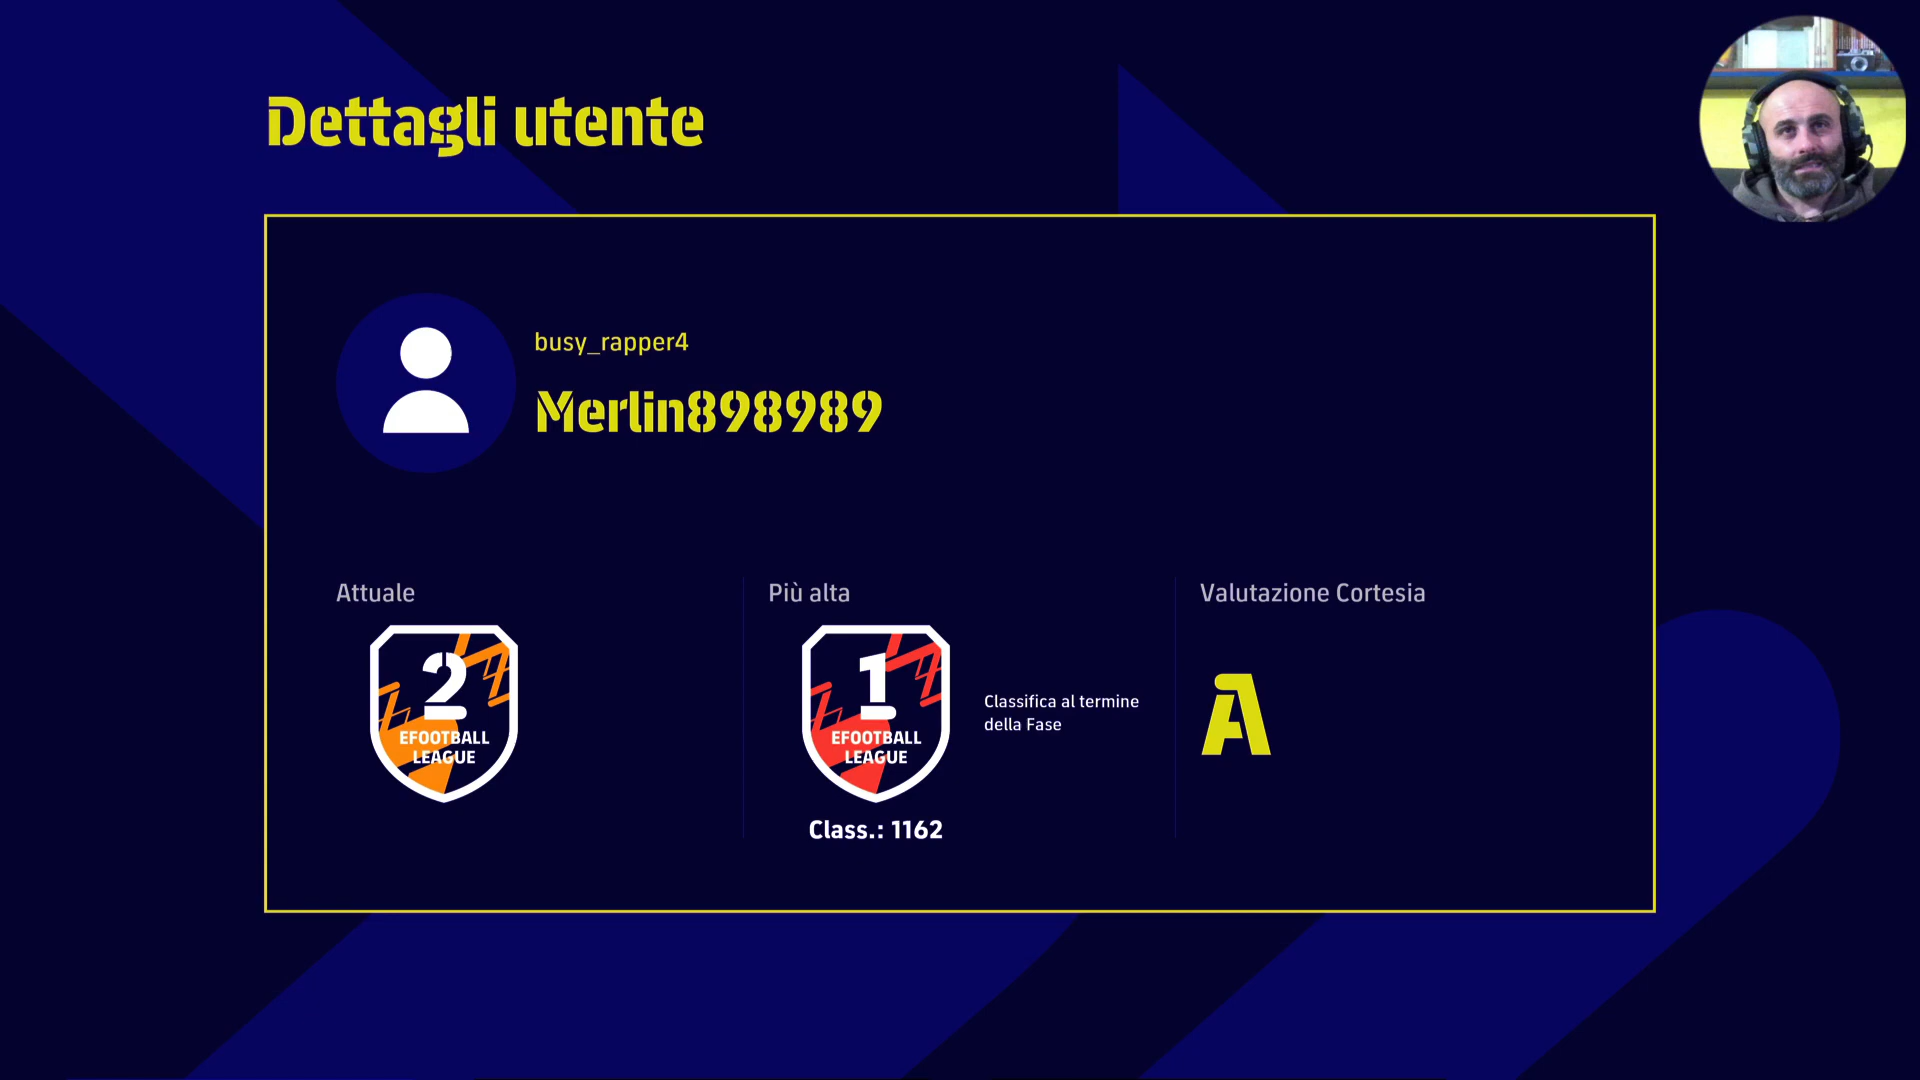 Dettagli utente
busy_rapper4
Merlin898989
Attuale
2
EFOOTBALL
LEAGUE
Più alta
1
EFOOTBALL
LEAGUE
Class.: 1162
Classifica al termine
della Fase
Valutazione Cortesia
A